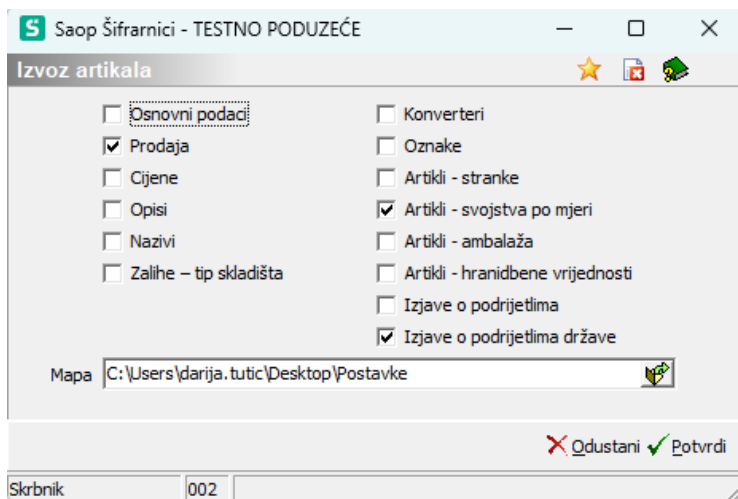 S Saop Šifrarnici - TESTNO PODUZEĆE
Izvoz artikala
Osnovni podaci
Prodaja
Cijene
Opisi
Nazivi
Zalihe – tip skladišta
Konverteri
Oznake
Artikli - stranke
Artikli - svojstva po mjeri
Artikli - ambalaža
Artikli - hranidbene vrijednosti
Izjave o podrijetlima
Izjave o podrijetlima države
Mapa C:\Users\darija.tutic\Desktop\Postavke
Odustani Potvrdi
Skrbnik 002